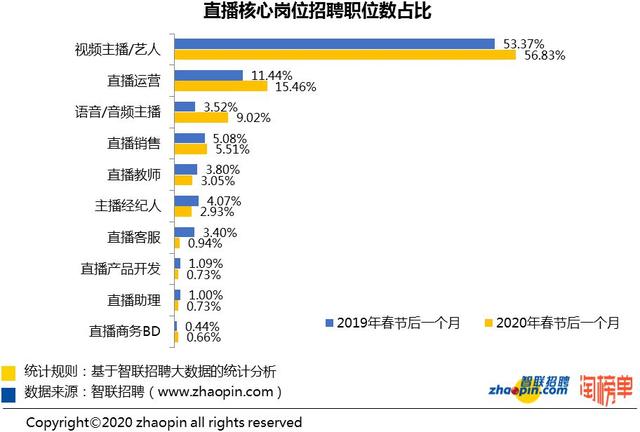 直播核心岗位招聘职位数占比
视频主播/艺人
53.37%
56.83%
直播运营
11.44%
15.46%
语音/音频主播
3.52%
9.02%
直播销售
5.08%
5.51%
直播教师
3.80%
3.05%
主播经纪人
4.07%
2.93%
直播客服
3.40%
0.94%
直播产品开发
1.09%
0.73%
直播助理
1.00%
0.73%
直播商务BD
0.44%
0.66%
2019年春节后一个月
2020年春节后一个月
统计规则：基于智联招聘大数据的统计分析
数据来源：智联招聘（www.zhaopin.com）
智联招聘
zhaopin.com
淘榜单
Copyright©2020 zhaopin all rights reserved